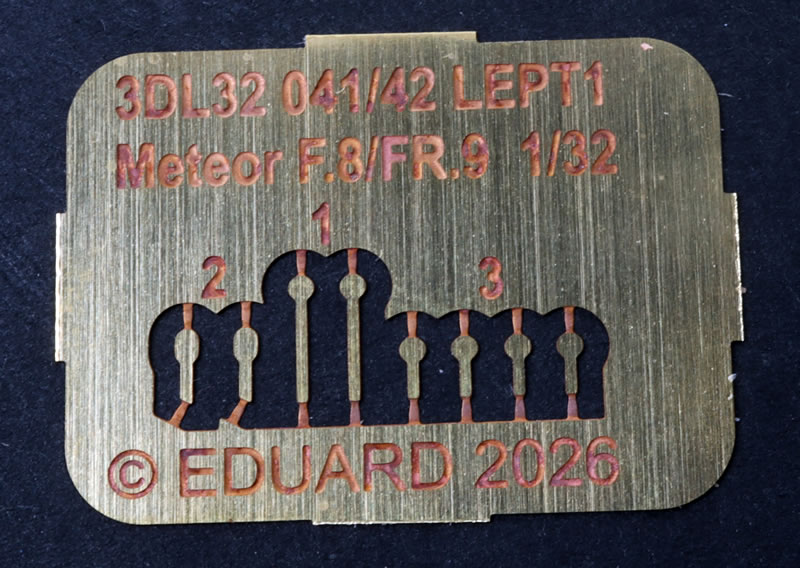 3DL32 041/42 LEPT1
Meteor F.8/FR.9 1/32
1
2 3
© EDUARD 2026